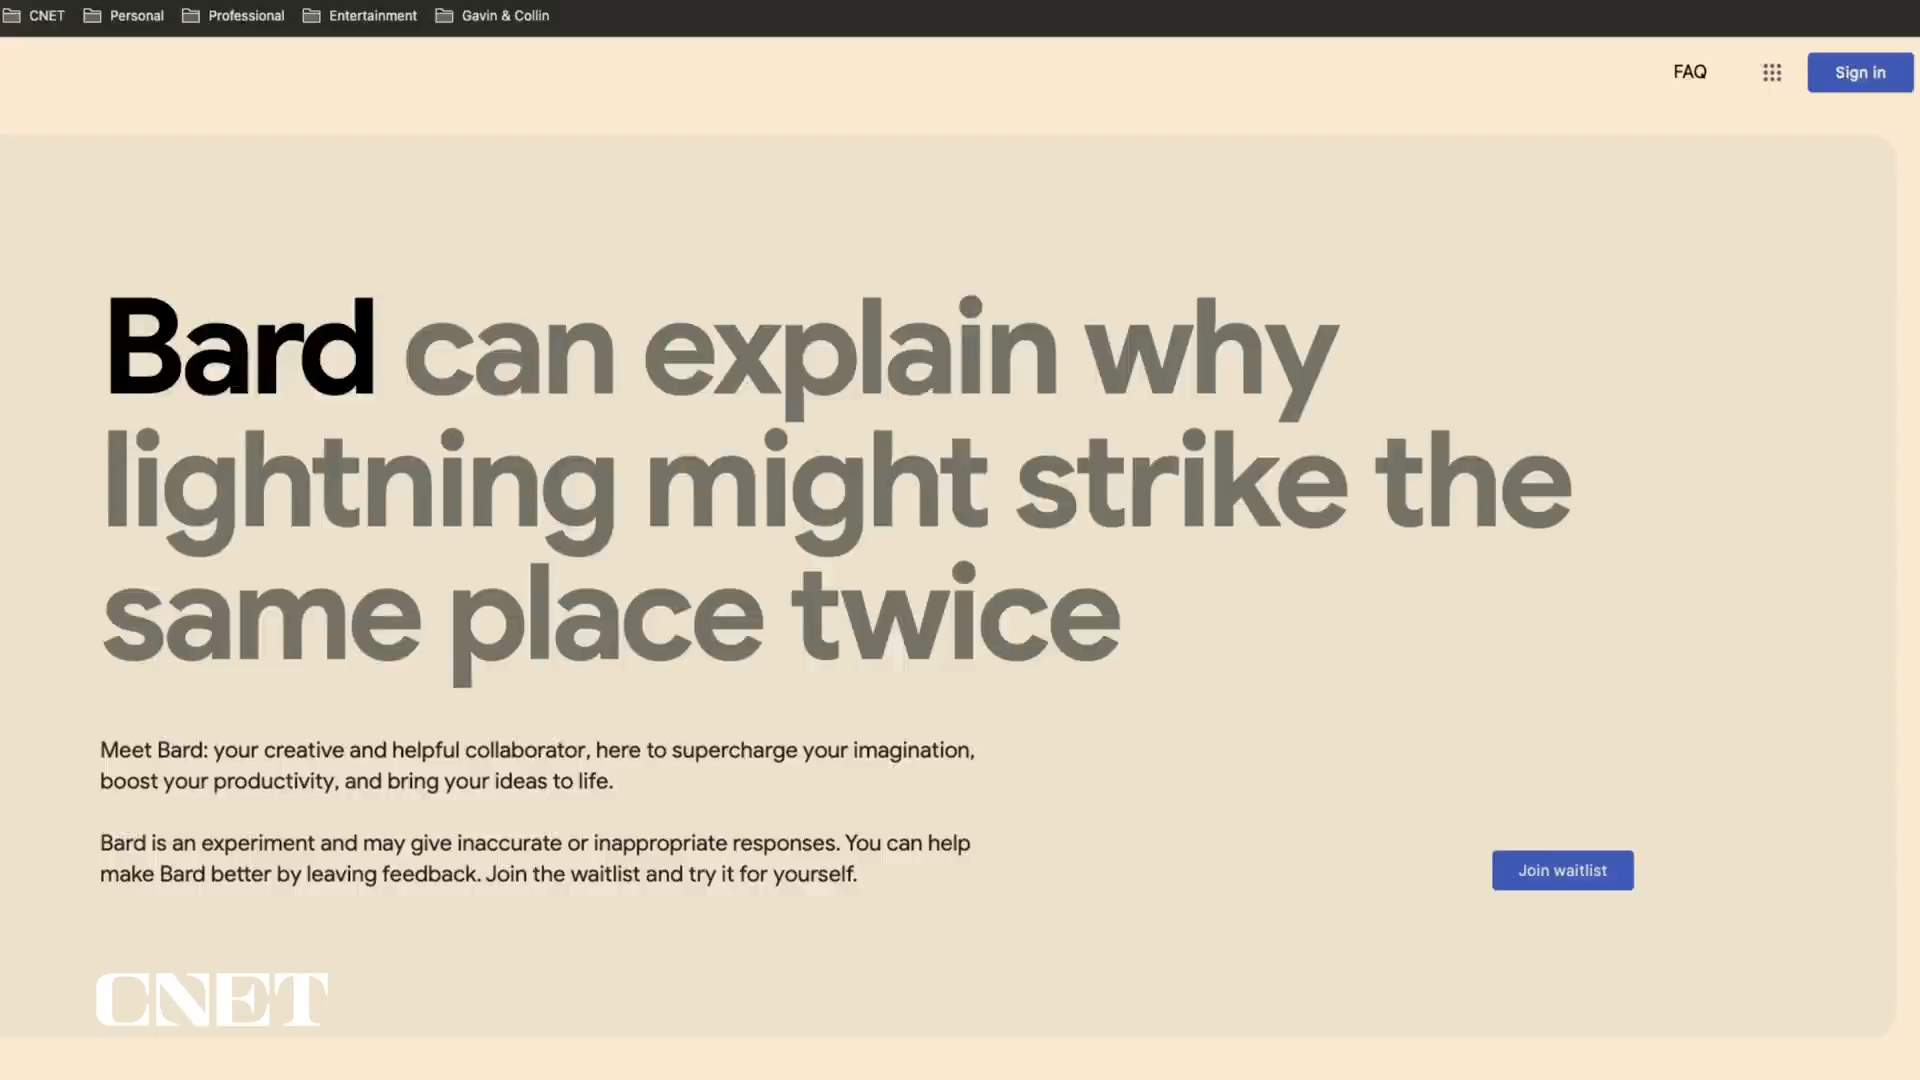 CNET Personal Professional Entertainment Gavin & Collin
FAQ Sign in
Bard can explain why
lightning might strike the
same place twice
Meet Bard: your creative and helpful collaborator, here to supercharge your imagination,
boost your productivity, and bring your ideas to life.
Bard is an experiment and may give inaccurate or inappropriate responses. You can help
make Bard better by leaving feedback. Join the waitlist and try it for yourself.
Join waitlist
CNET